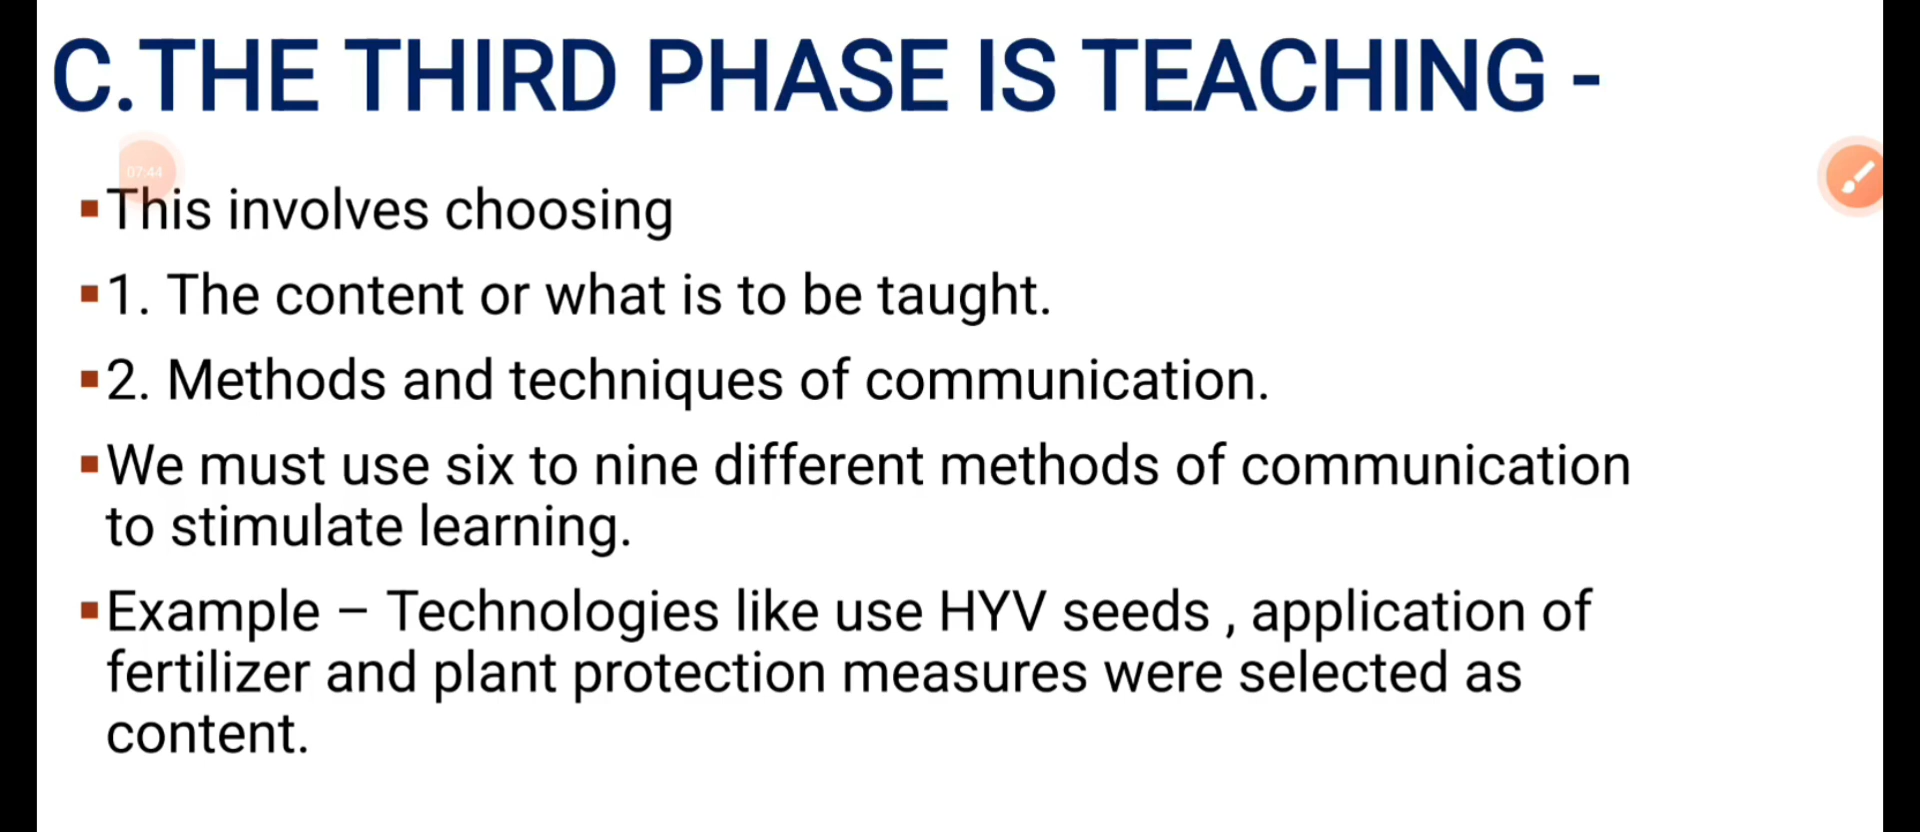 C.THE THIRD PHASE IS TEACHING -
07:44
▪This involves choosing
▪1. The content or what is to be taught.
▪2. Methods and techniques of communication.
▪We must use six to nine different methods of communication
to stimulate learning.
▪Example – Technologies like use HYV seeds , application of
fertilizer and plant protection measures were selected as
content.